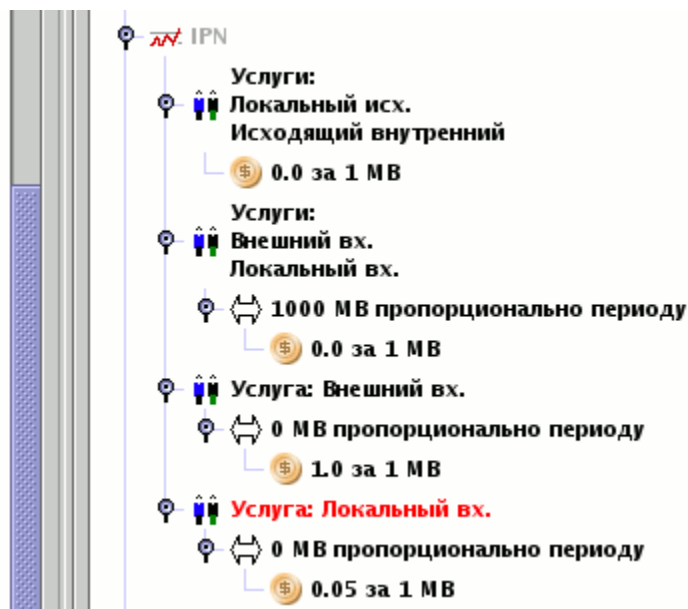 IPN
Услуги:
Локальный исх.
Исходящий внутренний
0.0 за 1 MB
Услуги:
Внешний вх.
Локальный вх.
1000 MB пропорционально периоду
0.0 за 1 MB
Услуга: Внешний вх.
0 MB пропорционально периоду
1.0 за 1 MB
Услуга: Локальный вх.
0 MB пропорционально периоду
0.05 за 1 MB